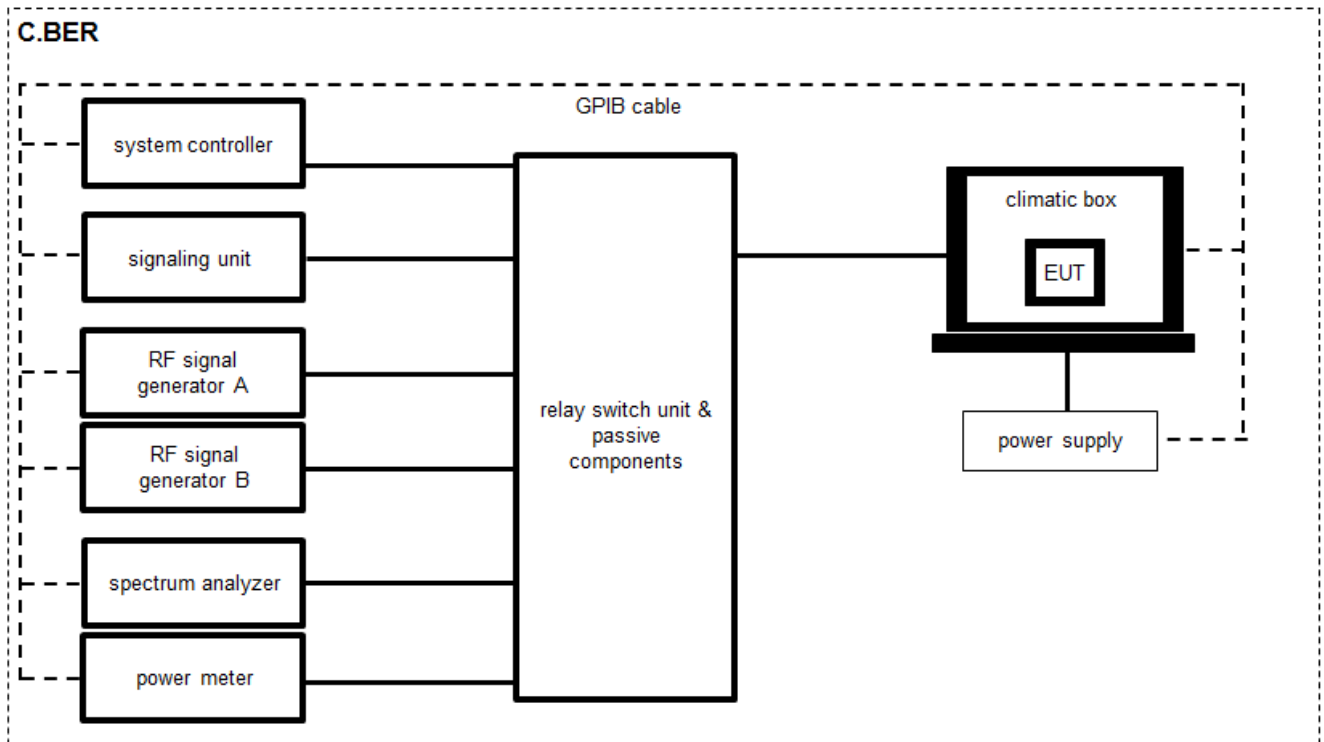 C.BER
GPIB cable
system controller
signaling unit
RF signal
generator A
RF signal
generator B
spectrum analyzer
power meter
relay switch unit &
passive
components
climatic box
EUT
power supply